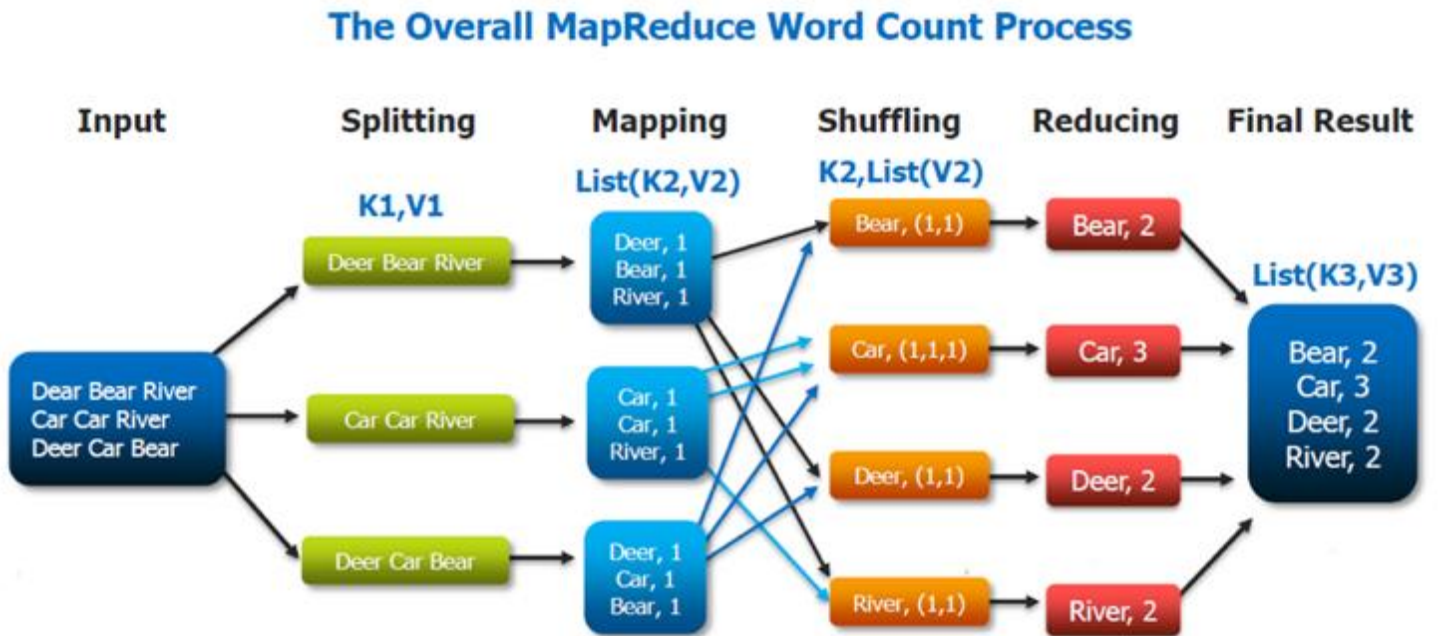 The Overall MapReduce Word Count Process
Input
Splitting
Mapping
Shuffling
Reducing
Final Result
K1,V1
List(K2,V2)
K2,List(V2)
List(K3,V3)
Dear Bear River
Car Car River
Deer Car Bear
Deer Bear River
Car Car River
Deer Car Bear
Deer, 1
Bear, 1
River, 1
Car, 1
Car, 1
River, 1
Deer, 1
Car, 1
Bear, 1
Bear, (1,1)
Car, (1,1,1)
Deer, (1,1)
River, (1,1)
Bear, 2
Car, 3
Deer, 2
River, 2
Bear, 2
Car, 3
Deer, 2
River, 2